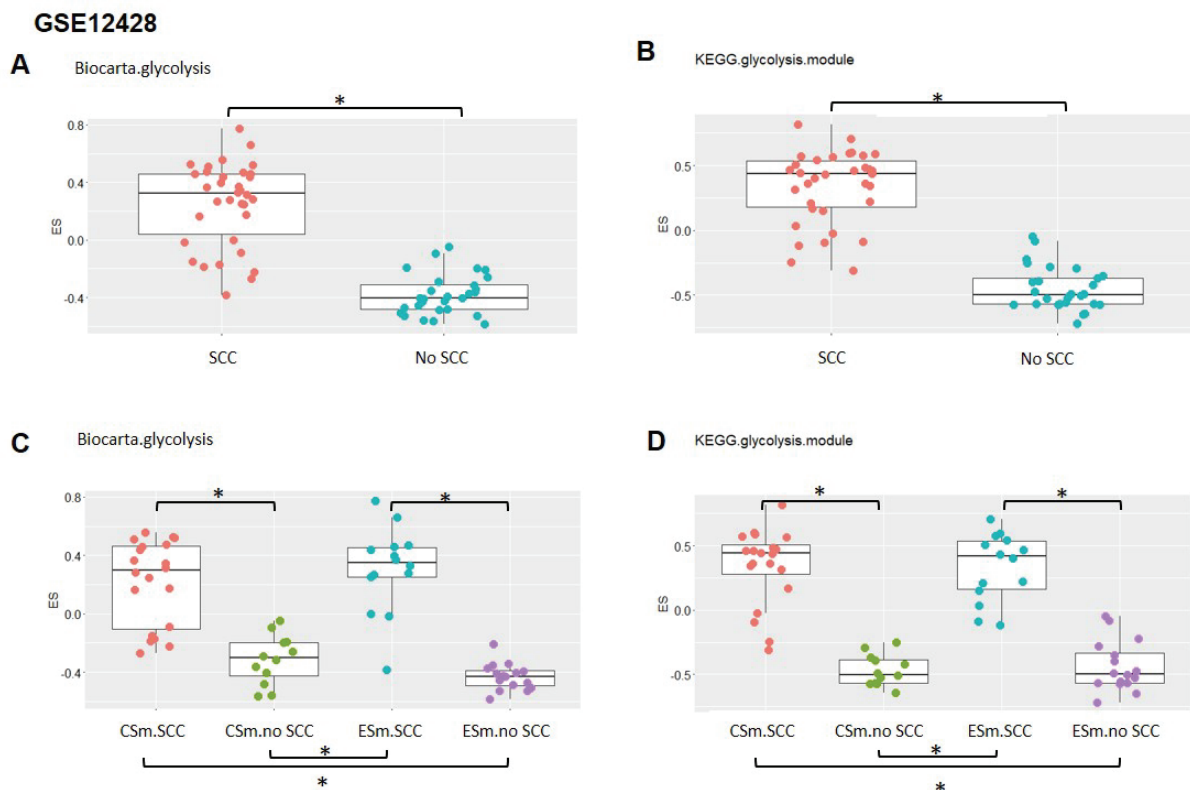 GSE12428
A
Biocarta.glycolysis
*
0.8
0.4
0.0
-0.4
ES
SCC
No SCC
B
KEGG.glycolysis.module
*
0.5
0.0
-0.5
ES
SCC
No SCC
C
Biocarta.glycolysis
*
*
0.8
0.4
0.0
-0.4
ES
CSm.SCC
CSm.no SCC
ESm.SCC
ESm.no SCC
*
*
D
KEGG.glycolysis.module
*
*
0.5
0.0
-0.5
ES
CSm.SCC
CSm.no SCC
ESm.SCC
ESm.no SCC
*
*